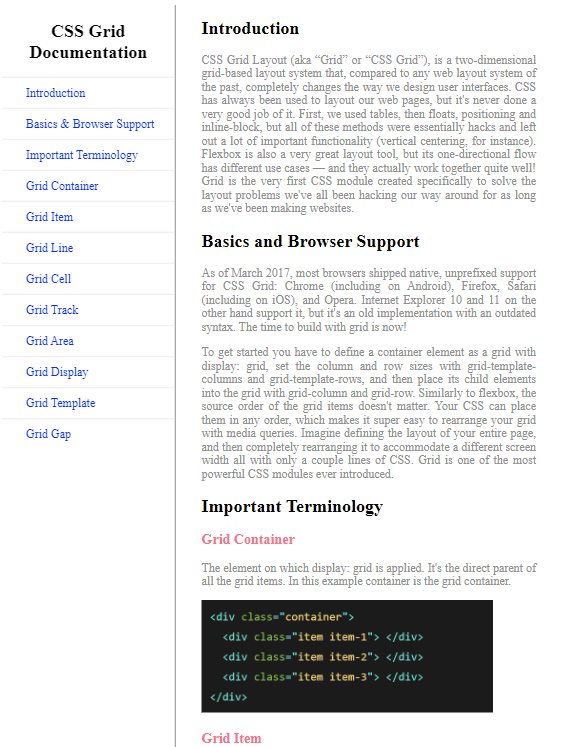 CSS Grid
Documentation
Introduction
Basics & Browser Support
Important Terminology
Grid Container
Grid Item
Grid Line
Grid Cell
Grid Track
Grid Area
Grid Display
Grid Template
Grid Gap
Introduction
CSS Grid Layout (aka “Grid” or “CSS Grid”), is a two-dimensional
grid-based layout system that, compared to any web layout system of
the past, completely changes the way we design user interfaces. CSS
has always been used to layout our web pages, but it's never done a
very good job of it. First, we used tables, then floats, positioning and
inline-block, but all of these methods were essentially hacks and left
out a lot of important functionality (vertical centering, for instance).
Flexbox is also a very great layout tool, but its one-directional flow
has different use cases — and they actually work together quite well!
Grid is the very first CSS module created specifically to solve the
layout problems we've all been hacking our way around for as long
as we've been making websites.
Basics and Browser Support
As of March 2017, most browsers shipped native, unprefixed support
for CSS Grid: Chrome (including on Android), Firefox, Safari
(including on iOS), and Opera. Internet Explorer 10 and 11 on the
other hand support it, but it's an old implementation with an outdated
syntax. The time to build with grid is now!
To get started you have to define a container element as a grid with
display: grid, set the column and row sizes with grid-template-
columns and grid-template-rows, and then place its child elements
into the grid with grid-column and grid-row. Similarly to flexbox, the
source order of the grid items doesn't matter. Your CSS can place
them in any order, which makes it super easy to rearrange your grid
with media queries. Imagine defining the layout of your entire page,
and then completely rearranging it to accommodate a different screen
width all with only a couple lines of CSS. Grid is one of the most
powerful CSS modules ever introduced.
Important Terminology
Grid Container
The element on which display: grid is applied. It's the direct parent of
all the grid items. In this example container is the grid container.
<div class="container">
<div class="item item-1"> </div>
<div class="item item-2"> </div>
<div class="item item-3"> </div>
</div>
Grid Item